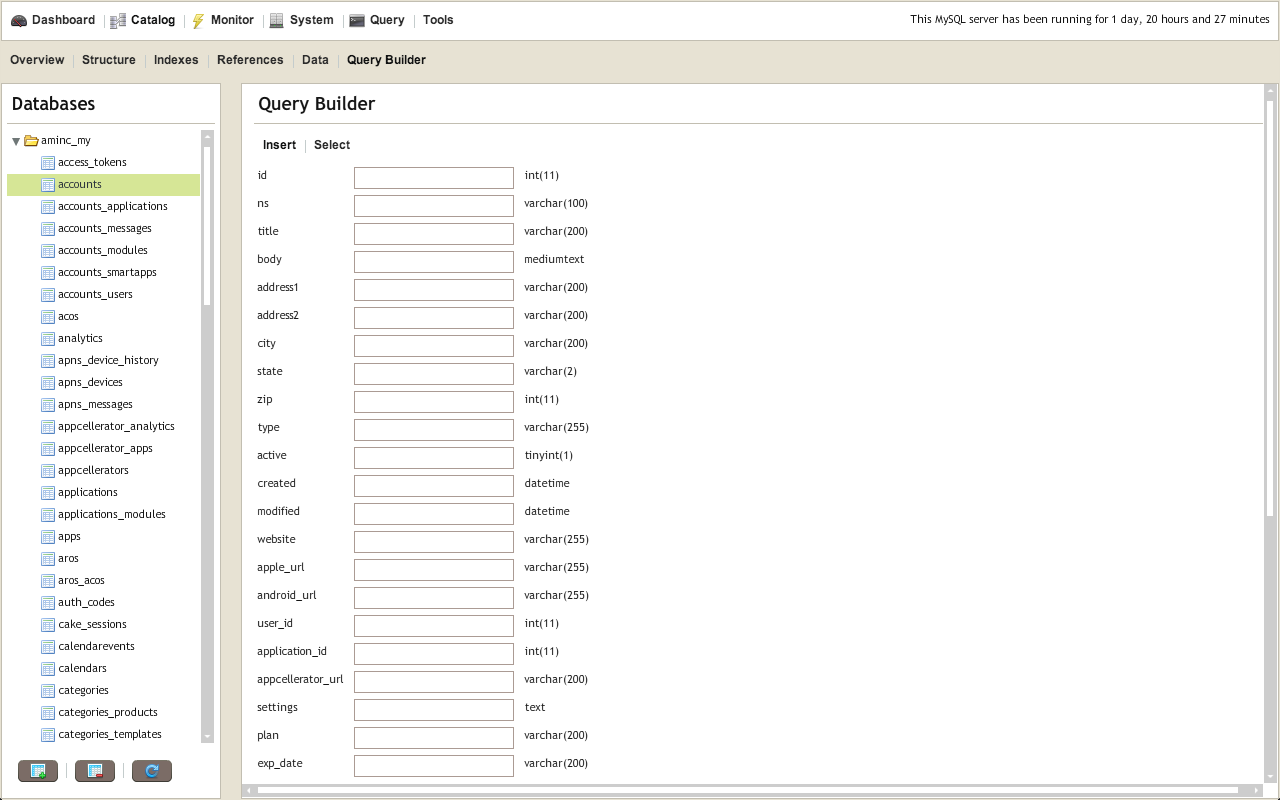 Dashboard Catalog Monitor System Query Tools This MySQL server has been running for 1 day, 20 hours and 27 minutes
Overview Structure Indexes References Data Query Builder
Databases
aminc_my
access_tokens
accounts
accounts_applications
accounts_messages
accounts_modules
accounts_smartapps
accounts_users
acos
analytics
apns_device_history
apns_devices
apns_messages
appcellerator_analytics
appcellerator_apps
appcellerators
applications
applications_modules
apps
aros
aros_acos
auth_codes
cake_sessions
calendarevents
calendars
categories
categories_products
categories_templates
Query Builder
Insert Select
id int(11)
ns varchar(100)
title varchar(200)
body mediumtext
address1 varchar(200)
address2 varchar(200)
city varchar(200)
state varchar(2)
zip int(11)
type varchar(255)
active tinyint(1)
created datetime
modified datetime
website varchar(255)
apple_url varchar(255)
android_url varchar(255)
user_id int(11)
application_id int(11)
appcellerator_url varchar(200)
settings text
plan varchar(200)
exp_date varchar(200)